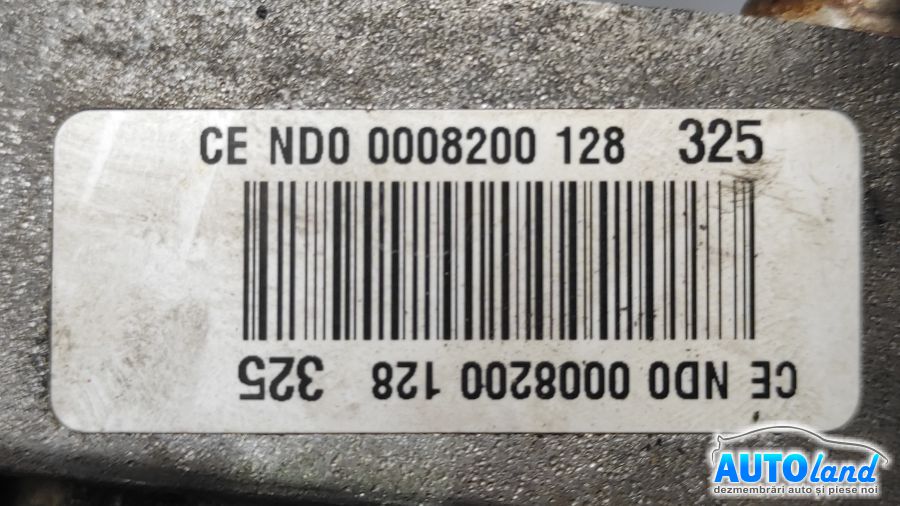 CE ND0 0008200 128 325
CE ND0 0008200 128 325
AUTOland
dezmembrări auto și piese noi